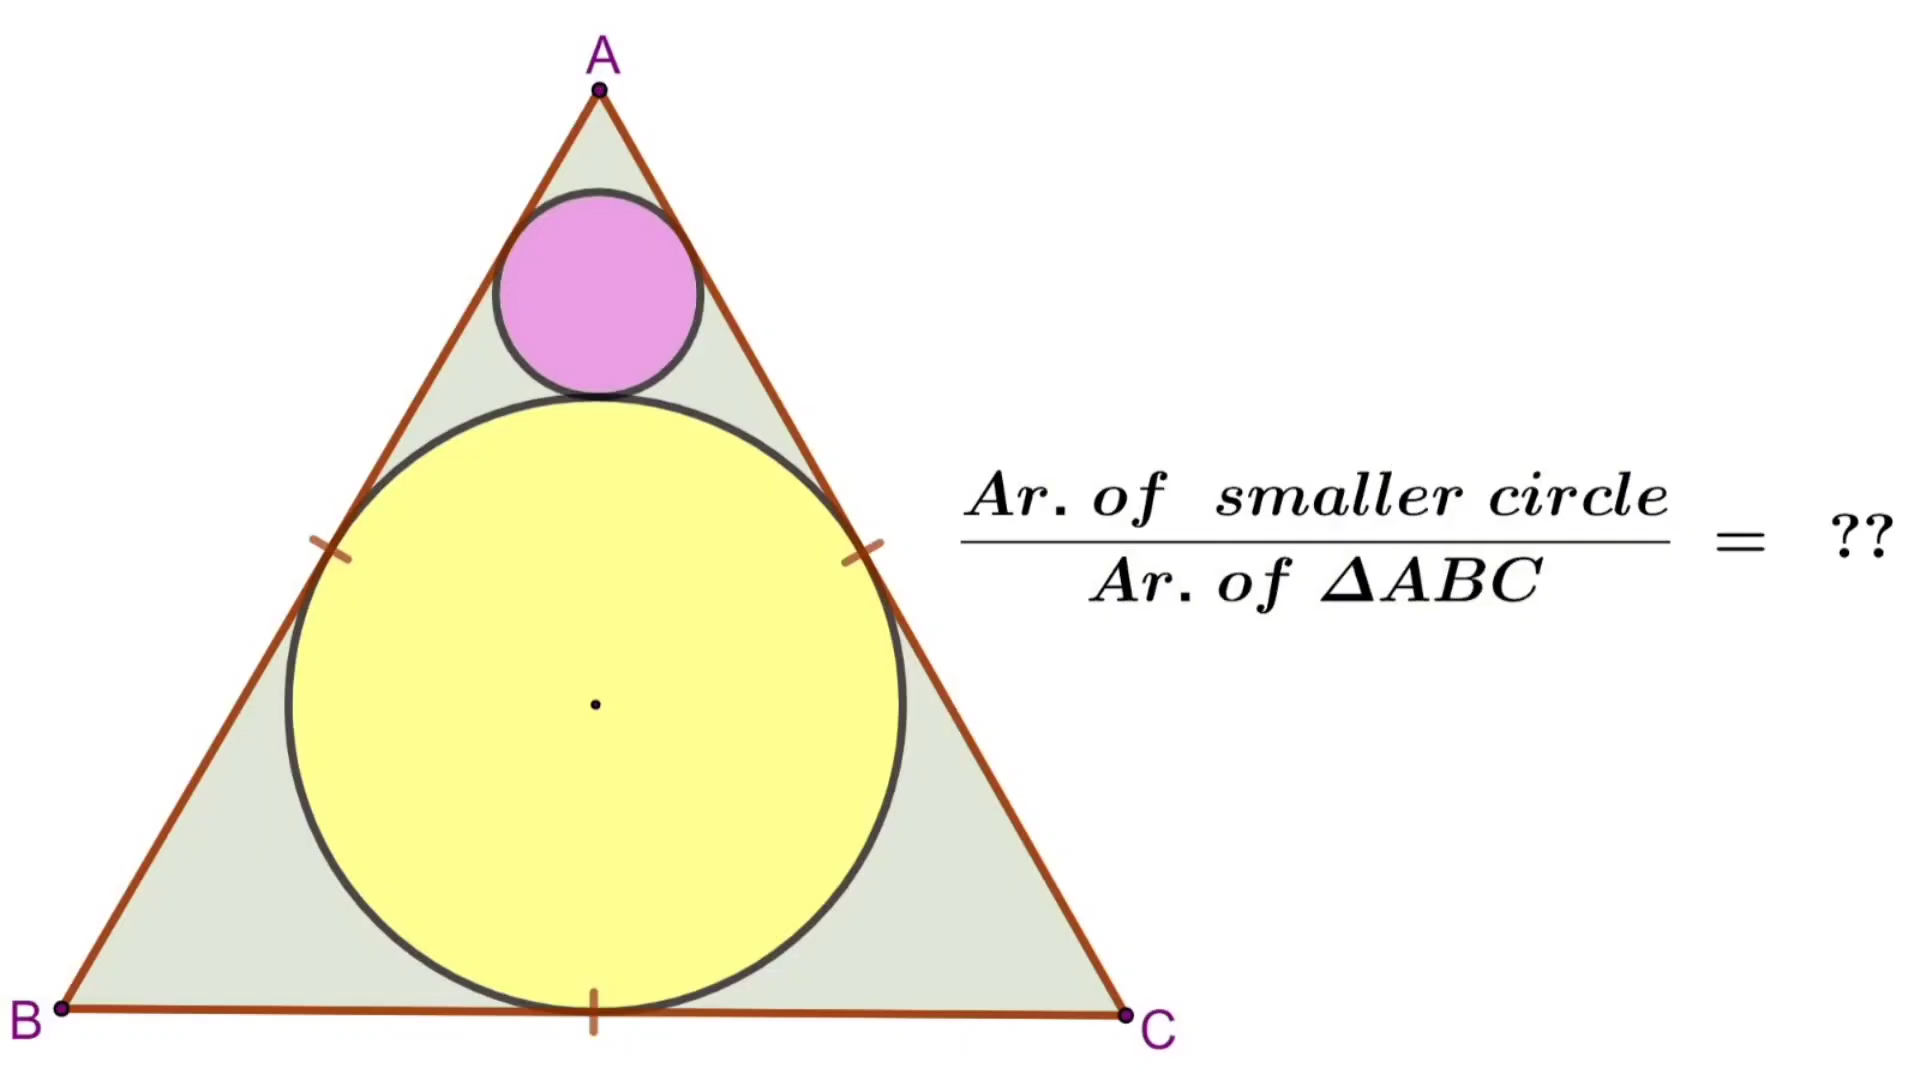 A
Ar. of smaller circle
= ??
Ar. of ΔABC
B
C